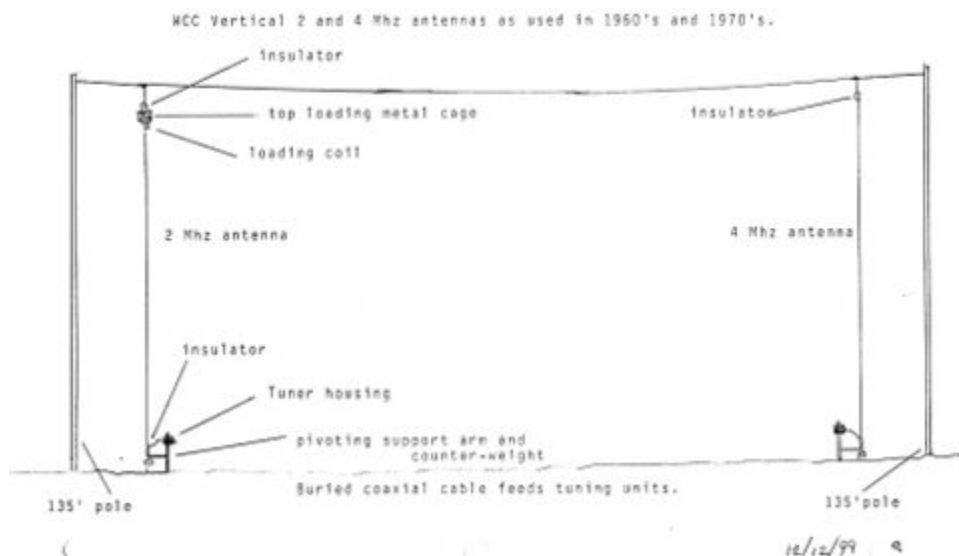 WCC Vertical 2 and 4 Mhz antennas as used in 1960's and 1970's.
insulator
top loading metal cage
loading coil
insulator
2 Mhz antenna
4 Mhz antenna
insulator
Tuner housing
pivoting support arm and
counter-weight
Buried coaxial cable feeds tuning units.
135' pole
135'pole
12/12/99